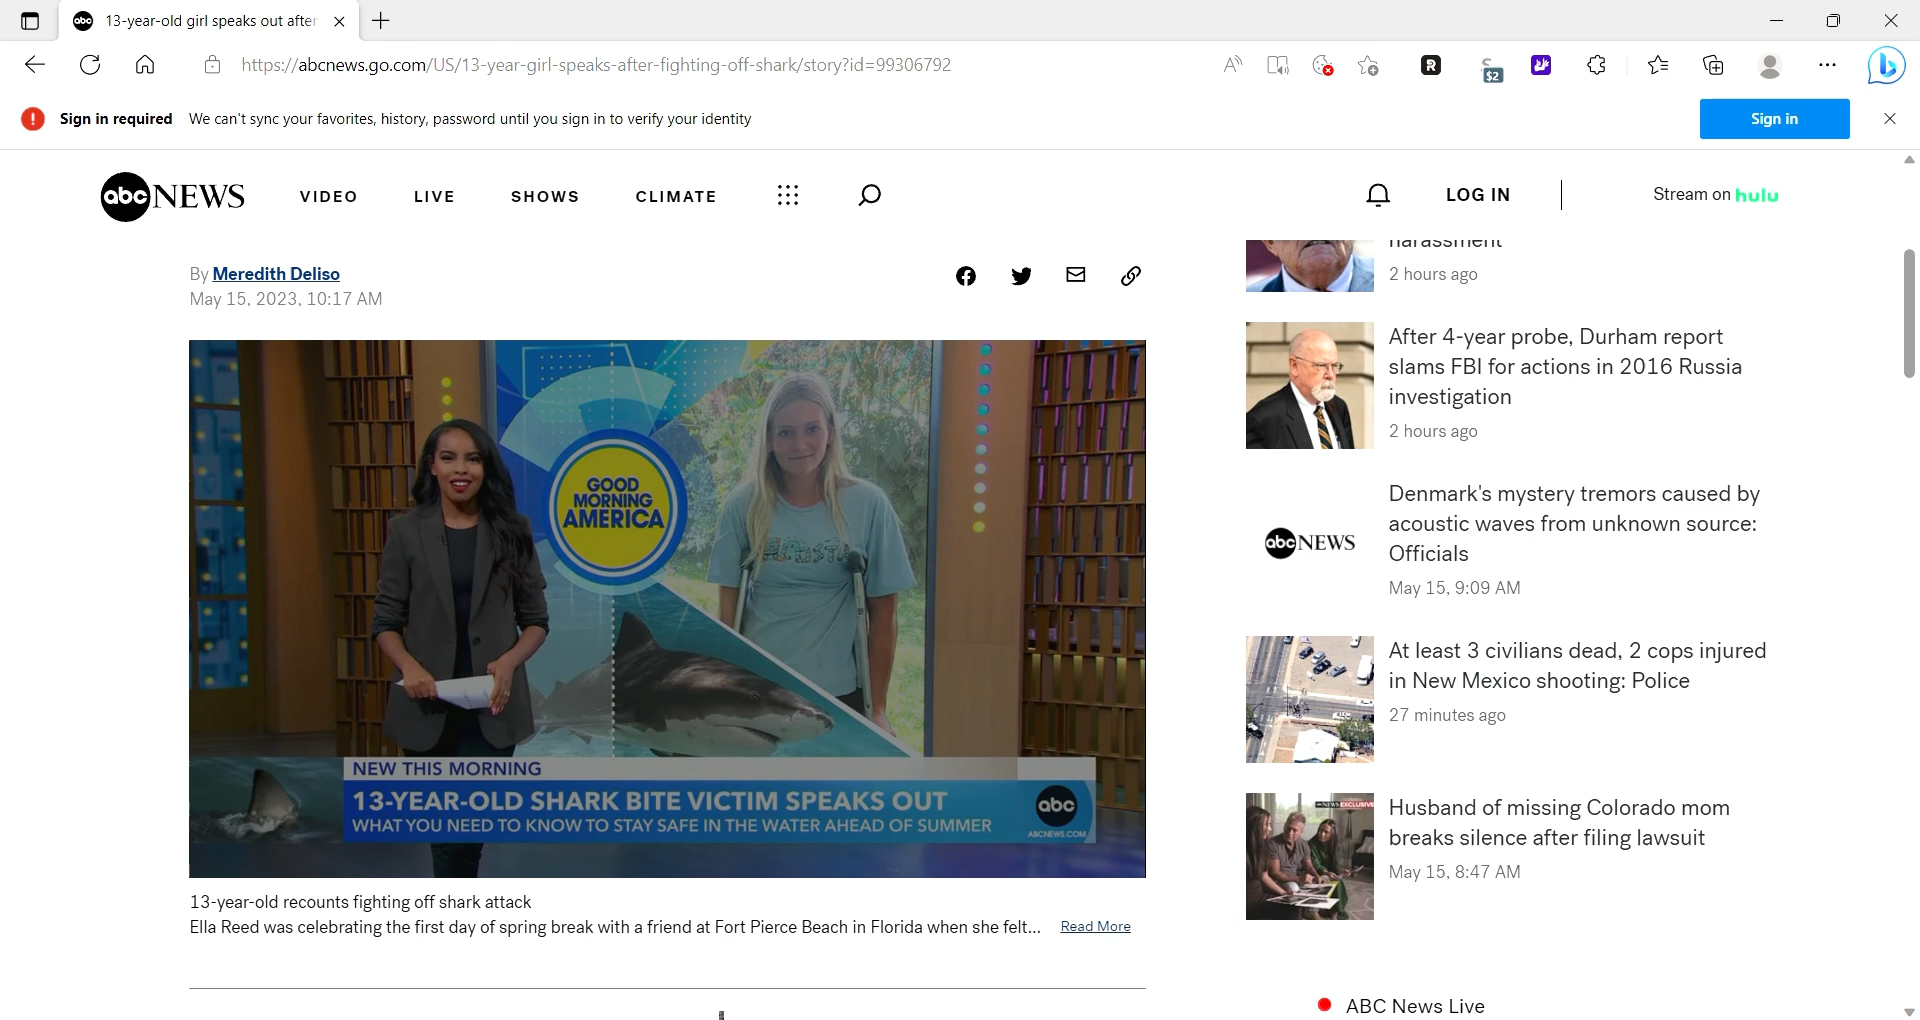 abc 13-year-old girl speaks out after
https://abcnews.go.com/US/13-year-girl-speaks-after-fighting-off-shark/story?id=99306792
R
$2
Sign in required We can't sync your favorites, history, password until you sign in to verify your identity
Sign in
abc NEWS
VIDEO
LIVE
SHOWS
CLIMATE
LOG IN
Stream on hulu
By Meredith Deliso
May 15, 2023, 10:17 AM
GOOD
MORNING
AMERICA
NEW THIS MORNING
13-YEAR-OLD SHARK BITE VICTIM SPEAKS OUT
WHAT YOU NEED TO KNOW TO STAY SAFE IN THE WATER AHEAD OF SUMMER
abc
ABCNEWS.COM
13-year-old recounts fighting off shark attack
Ella Reed was celebrating the first day of spring break with a friend at Fort Pierce Beach in Florida when she felt... Read More
harassment
2 hours ago
After 4-year probe, Durham report
slams FBI for actions in 2016 Russia
investigation
2 hours ago
abc NEWS
Denmark's mystery tremors caused by
acoustic waves from unknown source:
Officials
May 15, 9:09 AM
At least 3 civilians dead, 2 cops injured
in New Mexico shooting: Police
27 minutes ago
NEWS EXCLUSIVE
Husband of missing Colorado mom
breaks silence after filing lawsuit
May 15, 8:47 AM
ABC News Live